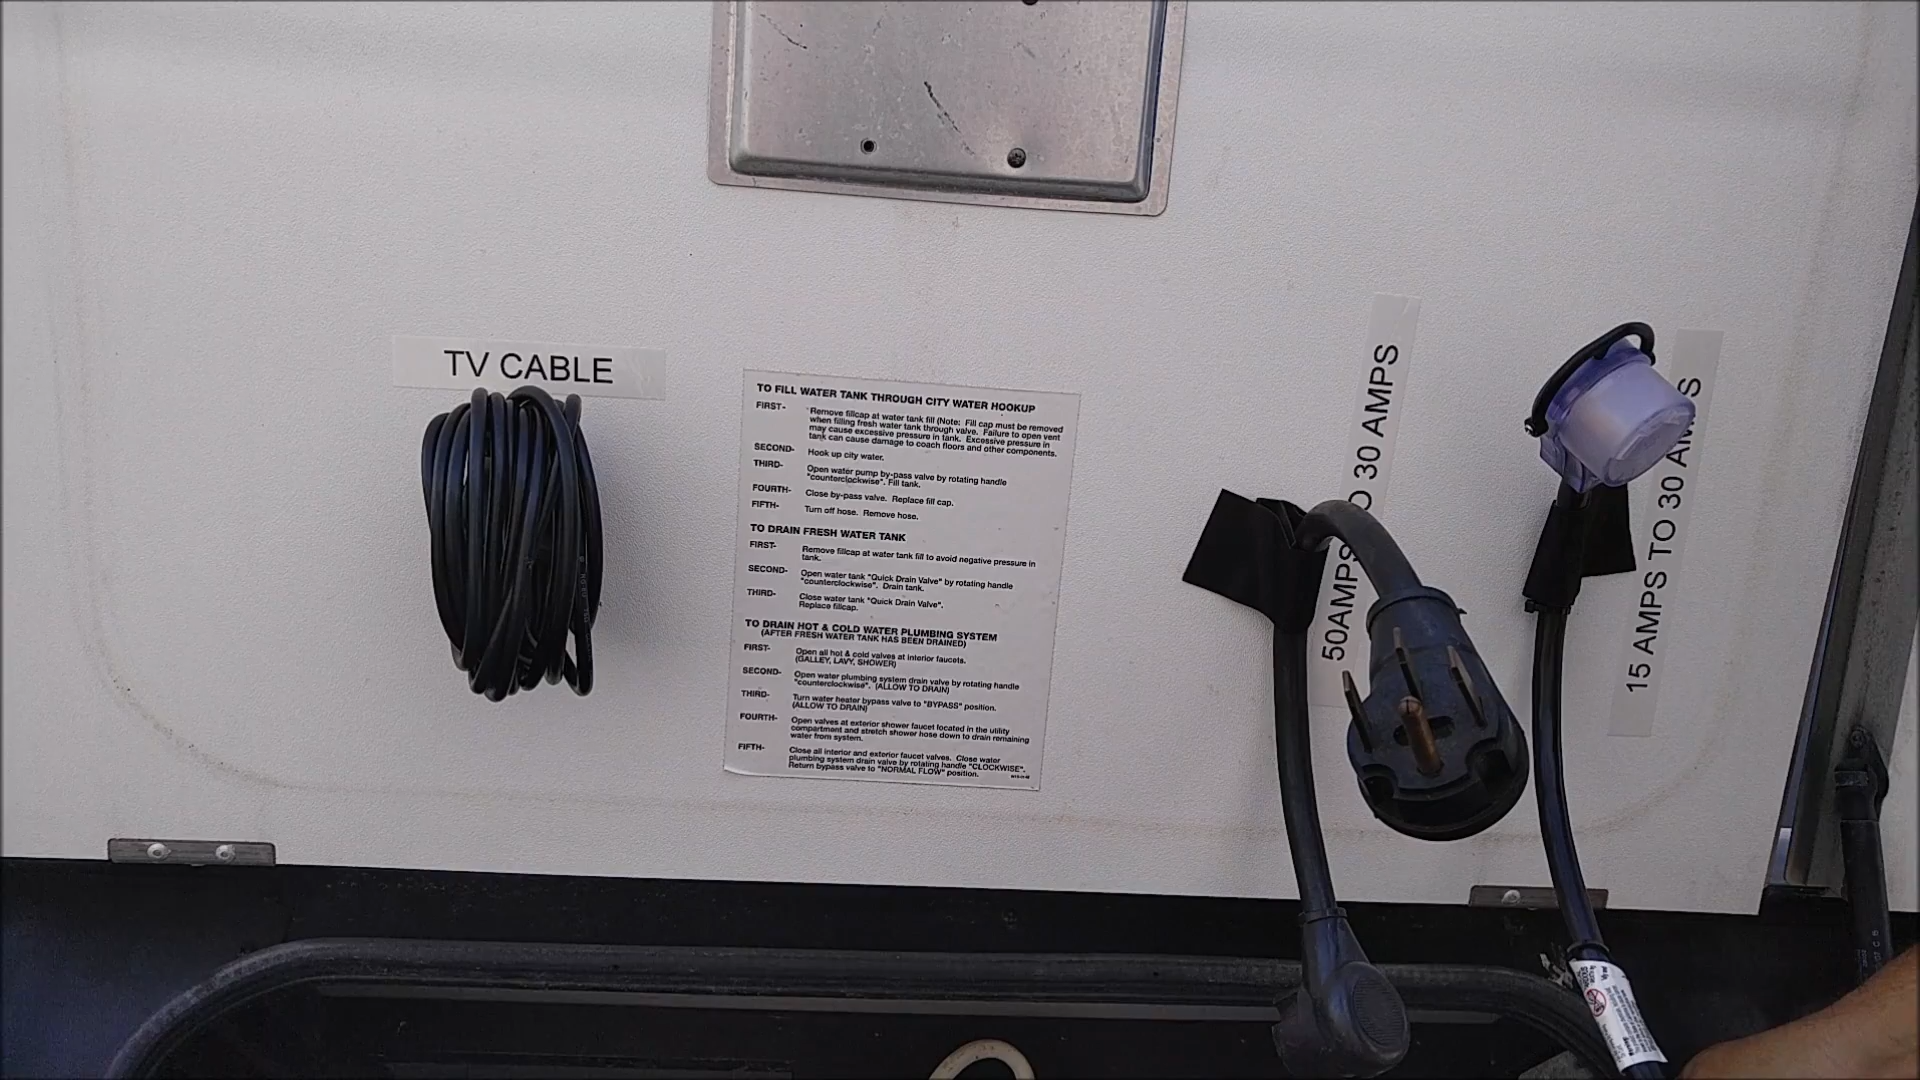 TV CABLE
TO FILL WATER TANK THROUGH CITY WATER HOOKUP
FIRST- Remove fillcap at water tank fill (Note: Fill cap must be removed
when filling fresh water tank through valve. Failure to open vent
may cause excessive pressure in tank. Excessive pressure in
tank can cause damage to coach floors and other components.
SECOND- Hook up city water.
THIRD- Open water pump by-pass valve by rotating handle
"counterclockwise". Fill tank.
FOURTH- Close by-pass valve. Replace fill cap.
FIFTH- Turn off hose. Remove hose.
TO DRAIN FRESH WATER TANK
FIRST- Remove fillcap at water tank fill to avoid negative pressure in
tank.
SECOND- Open water tank "Quick Drain Valve" by rotating handle
"counterclockwise". Drain tank.
THIRD- Close water tank "Quick Drain Valve".
Replace fillcap.
TO DRAIN HOT & COLD WATER PLUMBING SYSTEM
(AFTER FRESH WATER TANK HAS BEEN DRAINED)
FIRST- Open all hot & cold valves at interior faucets.
(GALLEY, LAVY, SHOWER)
SECOND- Open water plumbing system drain valve by rotating handle
"counterclockwise". (ALLOW TO DRAIN)
THIRD- Turn water heater bypass valve to "BYPASS" position.
(ALLOW TO DRAIN)
FOURTH- Open valves at exterior shower faucet located in the utility
compartment and stretch shower hose down to drain remaining
water from system.
FIFTH- Close all interior and exterior faucet valves. Close water
plumbing system drain valve by rotating handle "CLOCKWISE".
Return bypass valve to "NORMAL FLOW" position.
50AMPS TO 30 AMPS
15 AMPS TO 30 AMPS